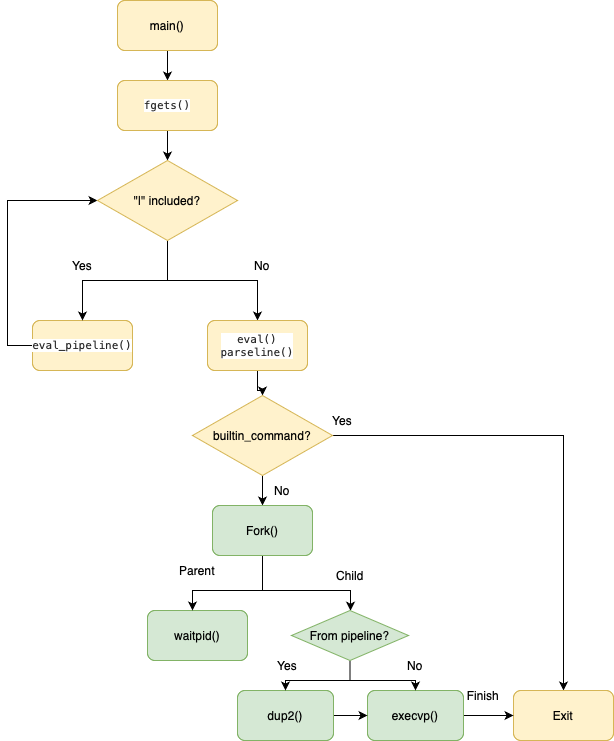 main()
fgets()
"|" included?
Yes
No
eval_pipeline()
eval()
parseline()
builtin_command?
Yes
No
Fork()
Parent
Child
waitpid()
From pipeline?
Yes
No
dup2()
execvp()
Finish
Exit